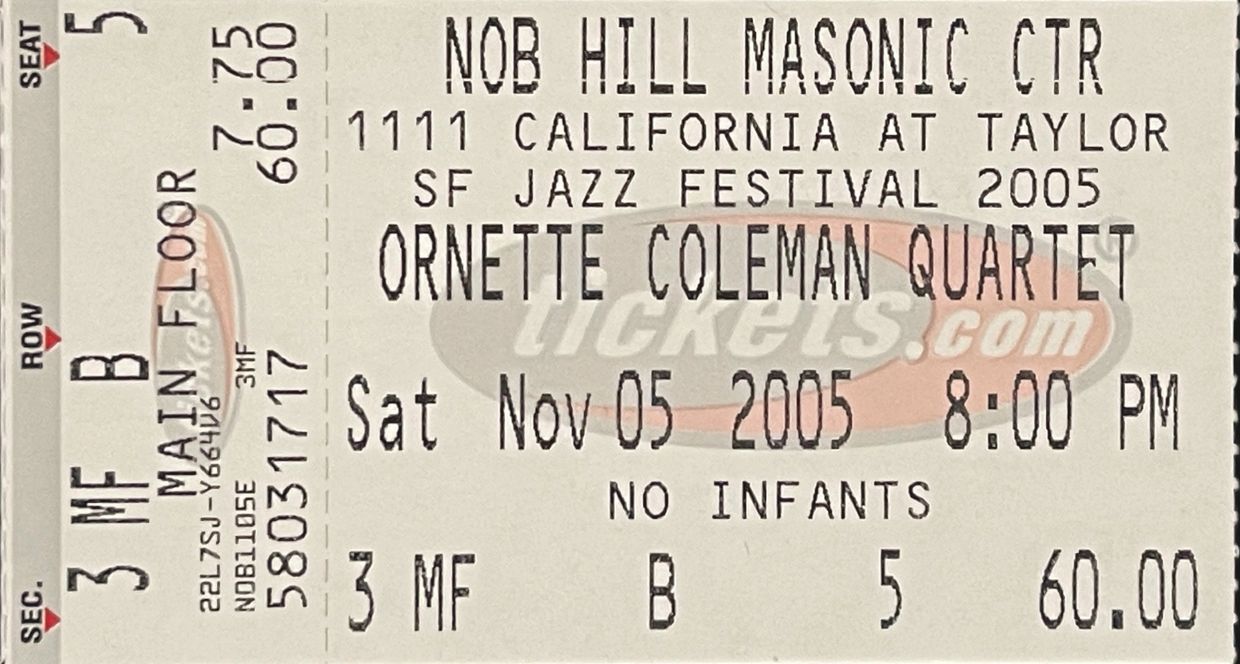 SEAT 5
ROW B
SEC. 3 MF
MAIN FLOOR
22L7SJ-Y664V6
NOB1105E 3MF
58031717
7.75
60.00
NOB HILL MASONIC CTR
1111 CALIFORNIA AT TAYLOR
SF JAZZ FESTIVAL 2005
ORNETTE COLEMAN QUARTET
tickets.com®
Sat Nov 05 2005 8:00 PM
NO INFANTS
3 MF B 5 60.00